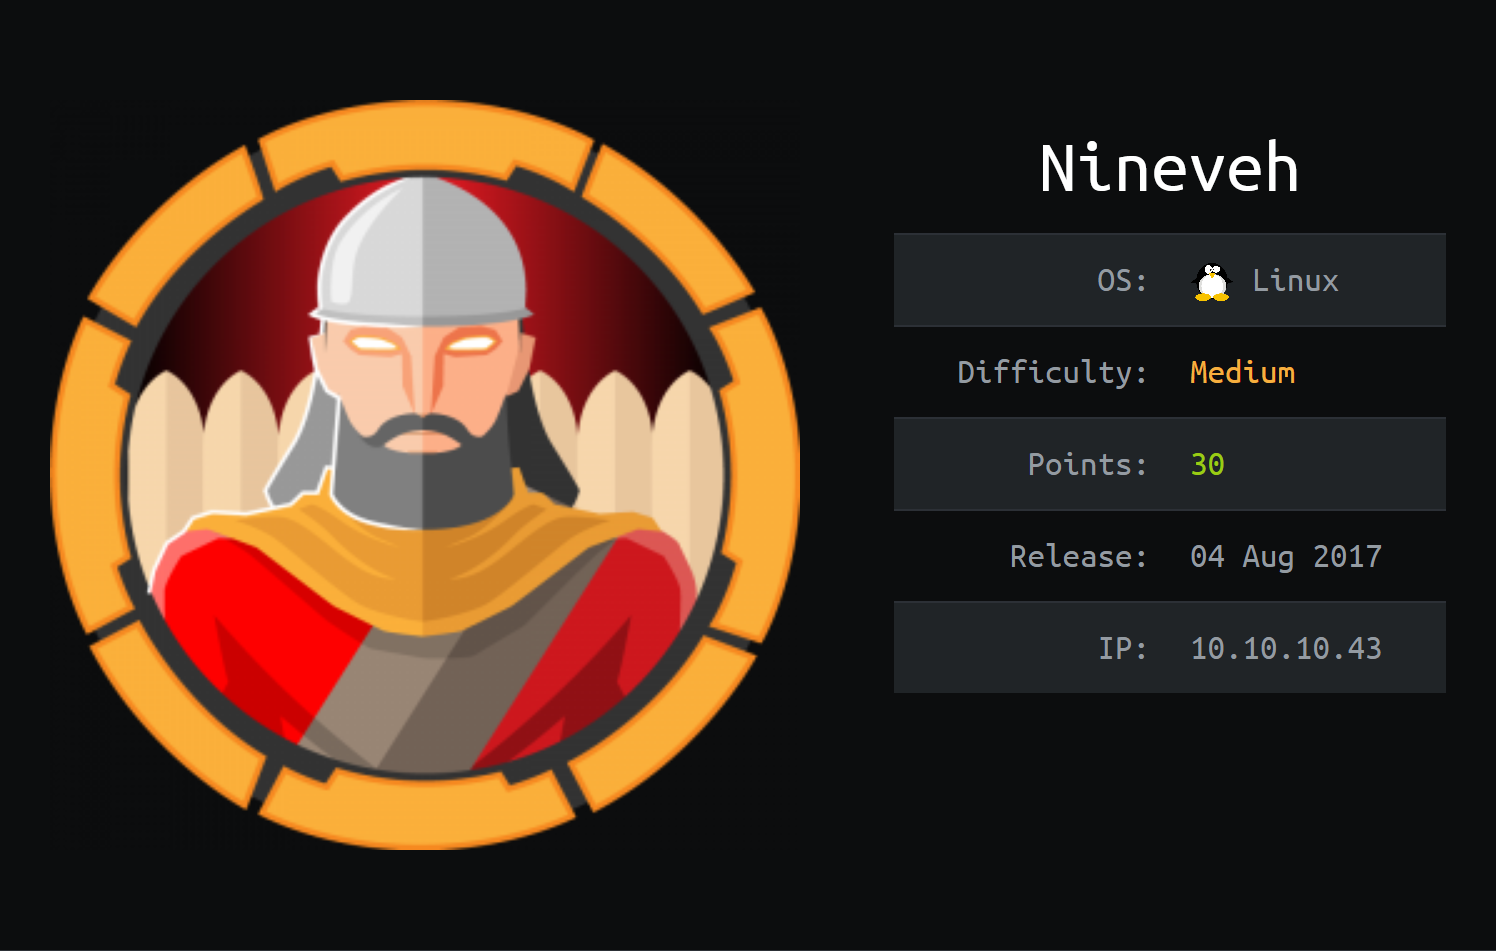 Nineveh
OS: Linux
Difficulty: Medium
Points: 30
Release: 04 Aug 2017
IP: 10.10.10.43